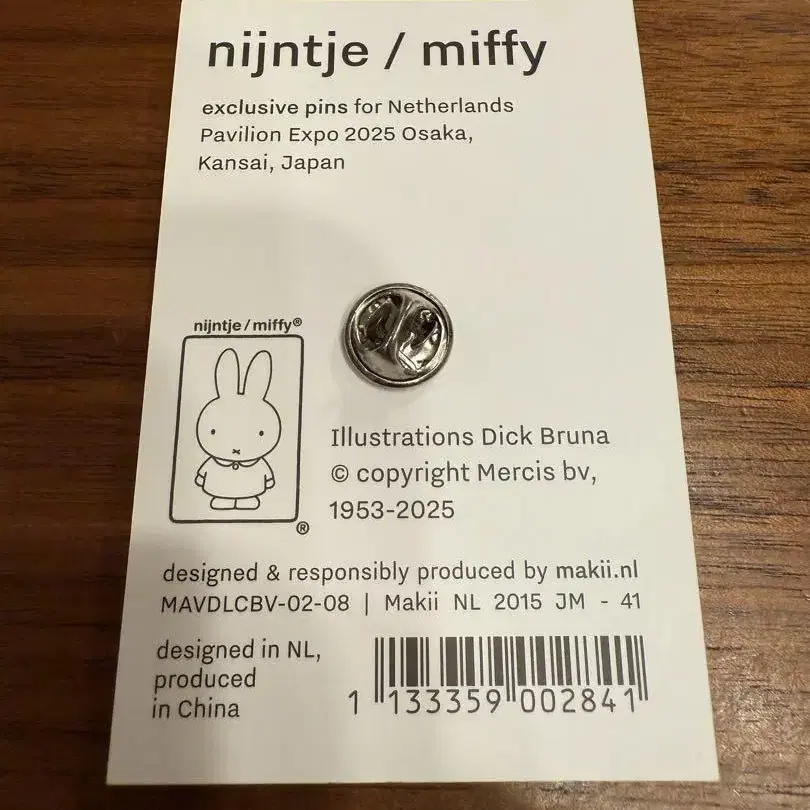 nijntje / miffy
exclusive pins for Netherlands
Pavilion Expo 2025 Osaka,
Kansai, Japan
nijntje / miffy®
®
Illustrations Dick Bruna
© copyright Mercis bv,
1953-2025
designed & responsibly produced by makii.nl
MAVDLCBV-02-08 | Makii NL 2015 JM - 41
designed in NL,
produced
in China
1 133359 002841